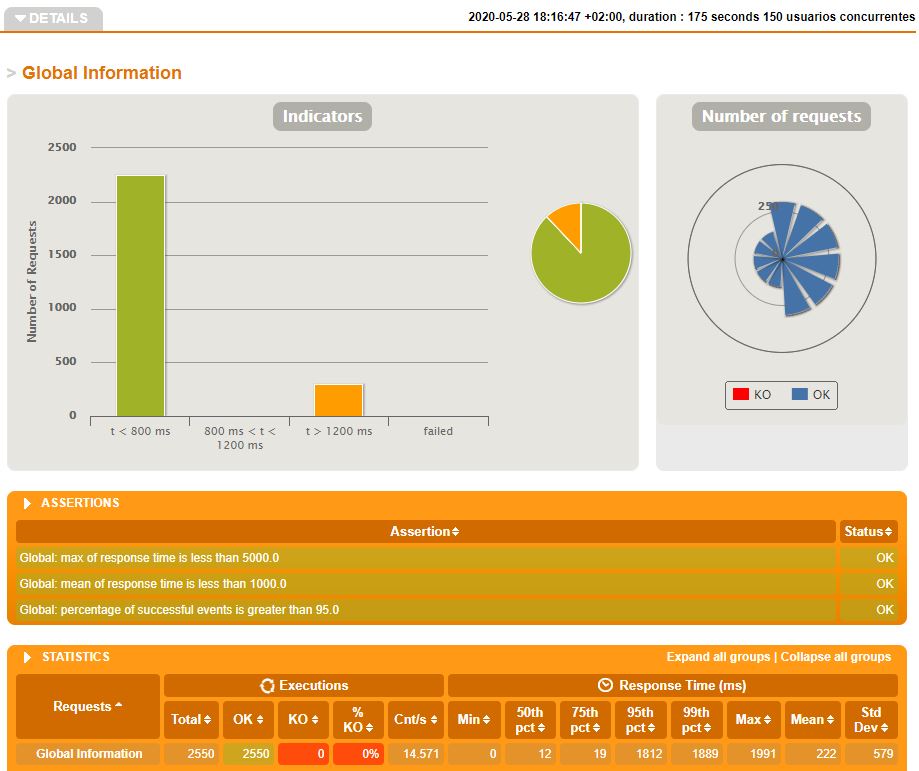 DETAILS
2020-05-28 18:16:47 +02:00, duration : 175 seconds 150 usuarios concurrentes
> Global Information
Indicators
Number of requests
Number of Requests
2500
2000
1500
1000
500
0
t < 800 ms
800 ms < t <
1200 ms
t > 1200 ms
failed
250
KO
OK
ASSERTIONS
Assertion
Status
Global: max of response time is less than 5000.0
OK
Global: mean of response time is less than 1000.0
OK
Global: percentage of successful events is greater than 95.0
OK
STATISTICS
Expand all groups | Collapse all groups
Requests
Executions
Response Time (ms)
Total
OK
KO
%
KO
Cnt/s
Min
50th
pct
75th
pct
95th
pct
99th
pct
Max
Mean
Std
Dev
Global Information
2550
2550
0
0%
14.571
0
12
19
1812
1889
1991
222
579